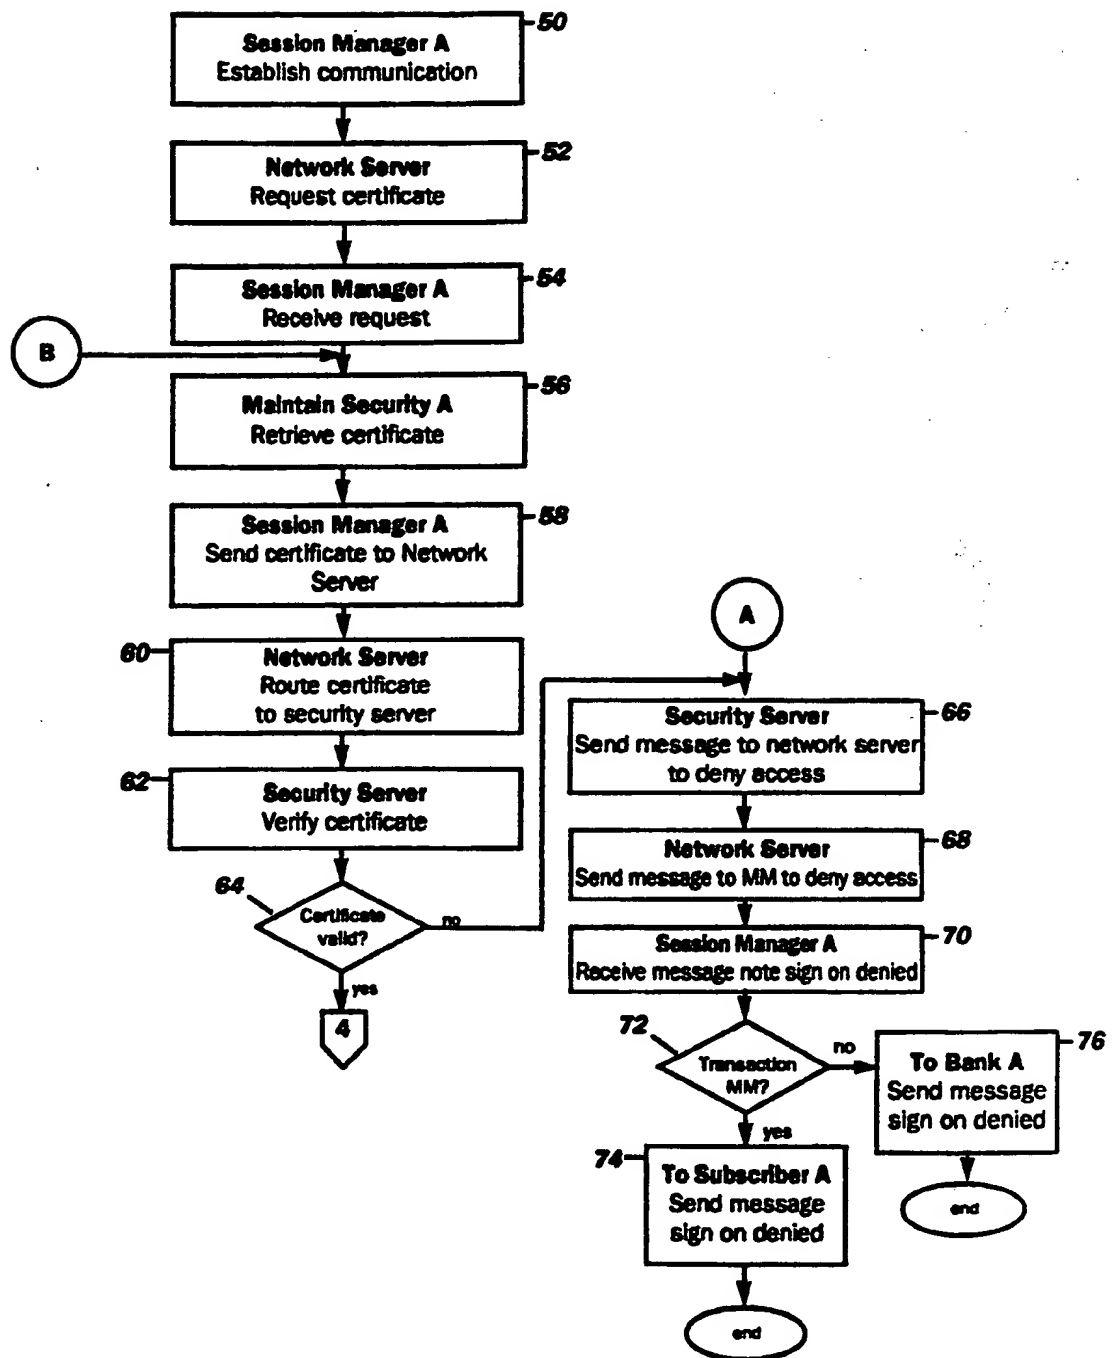 50
Session Manager A
Establish communication
52
Network Server
Request certificate
54
Session Manager A
Receive request
B
56
Maintain Security A
Retrieve certificate
58
Session Manager A
Send certificate to Network
Server
60
Network Server
Route certificate
to security server
62
Security Server
Verify certificate
64
Certificate
valid?
no
yes
4
A
66
Security Server
Send message to network server
to deny access
68
Network Server
Send message to MM to deny access
70
Session Manager A
Receive message note sign on denied
72
Transaction
MM?
no
yes
76
To Bank A
Send message
sign on denied
end
74
To Subscriber A
Send message
sign on denied
end